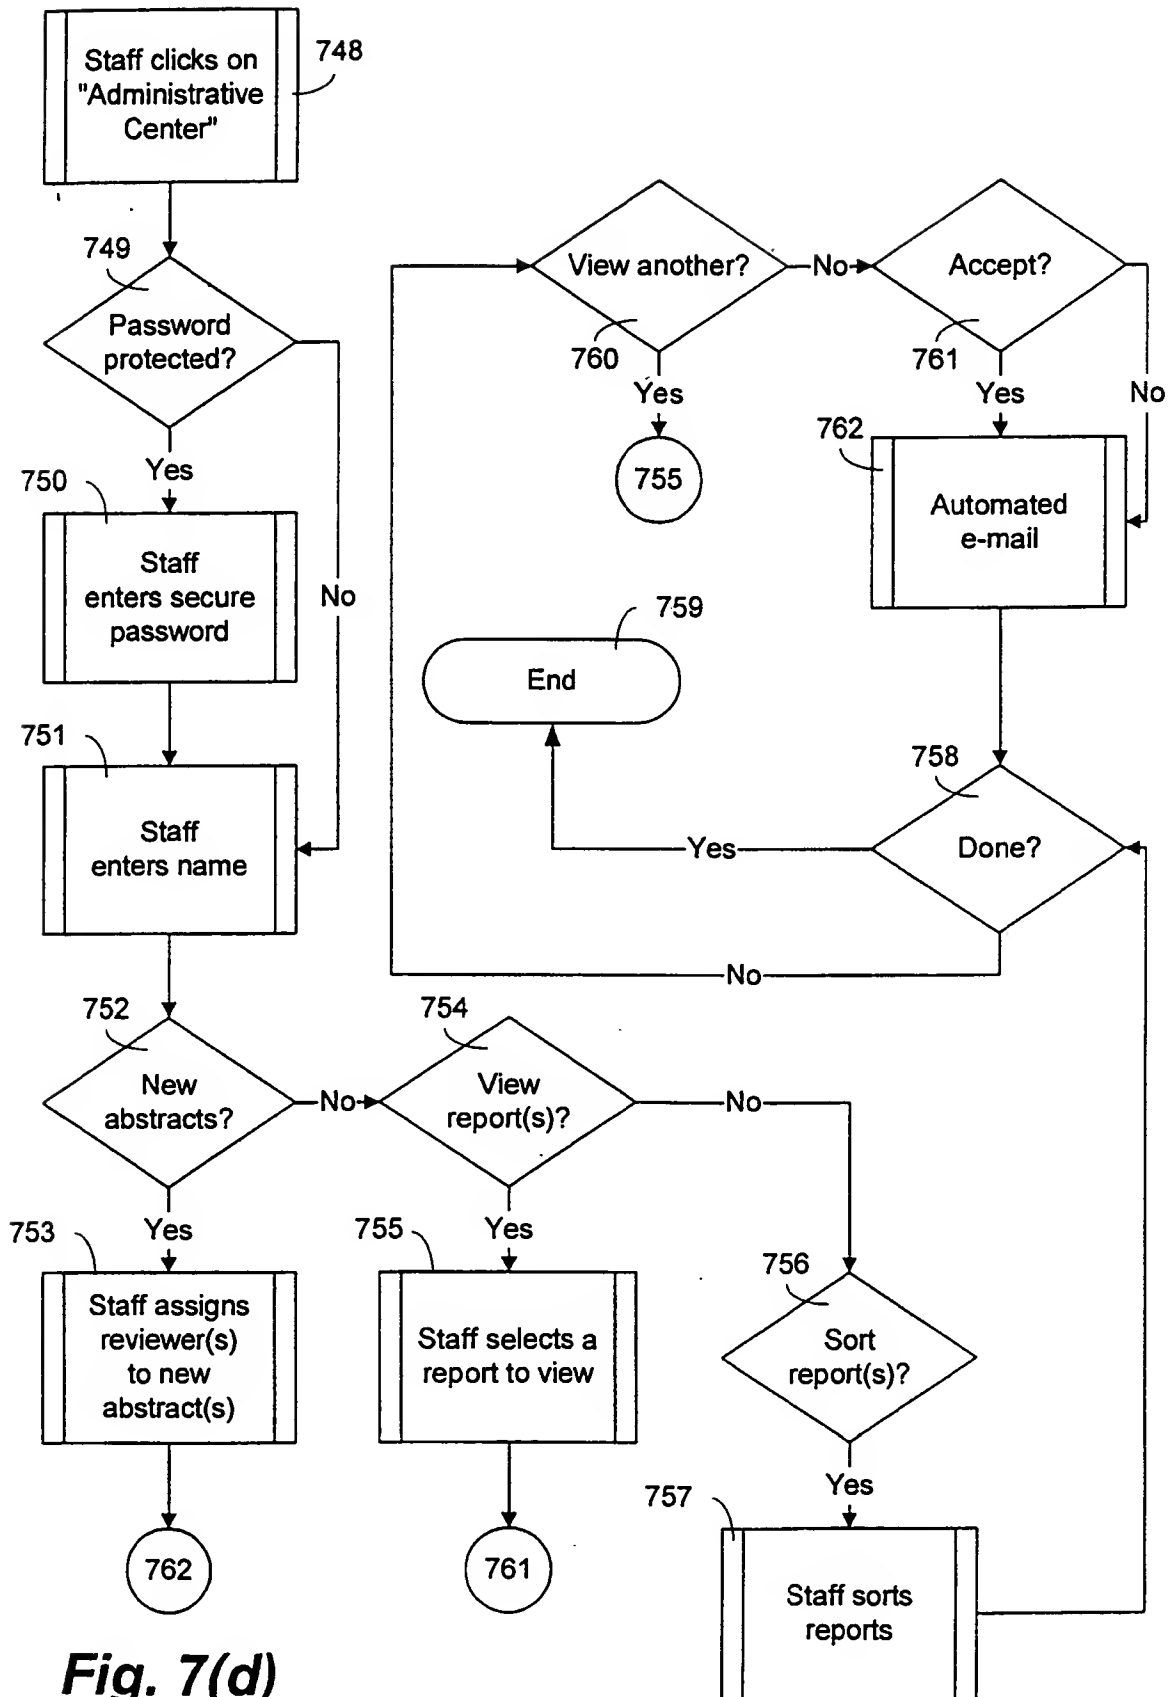 Staff clicks on
"Administrative
Center"
748
749
Password
protected?
Yes
No
750
Staff
enters secure
password
751
Staff
enters name
752
New
abstracts?
No
Yes
753
Staff assigns
reviewer(s)
to new
abstract(s)
762
754
View
report(s)?
No
Yes
755
Staff selects a
report to view
761
756
Sort
report(s)?
Yes
757
Staff sorts
reports
View another?
760
No
Yes
755
Accept?
761
Yes
No
762
Automated
e-mail
758
Done?
Yes
No
759
End
Fig. 7(d)